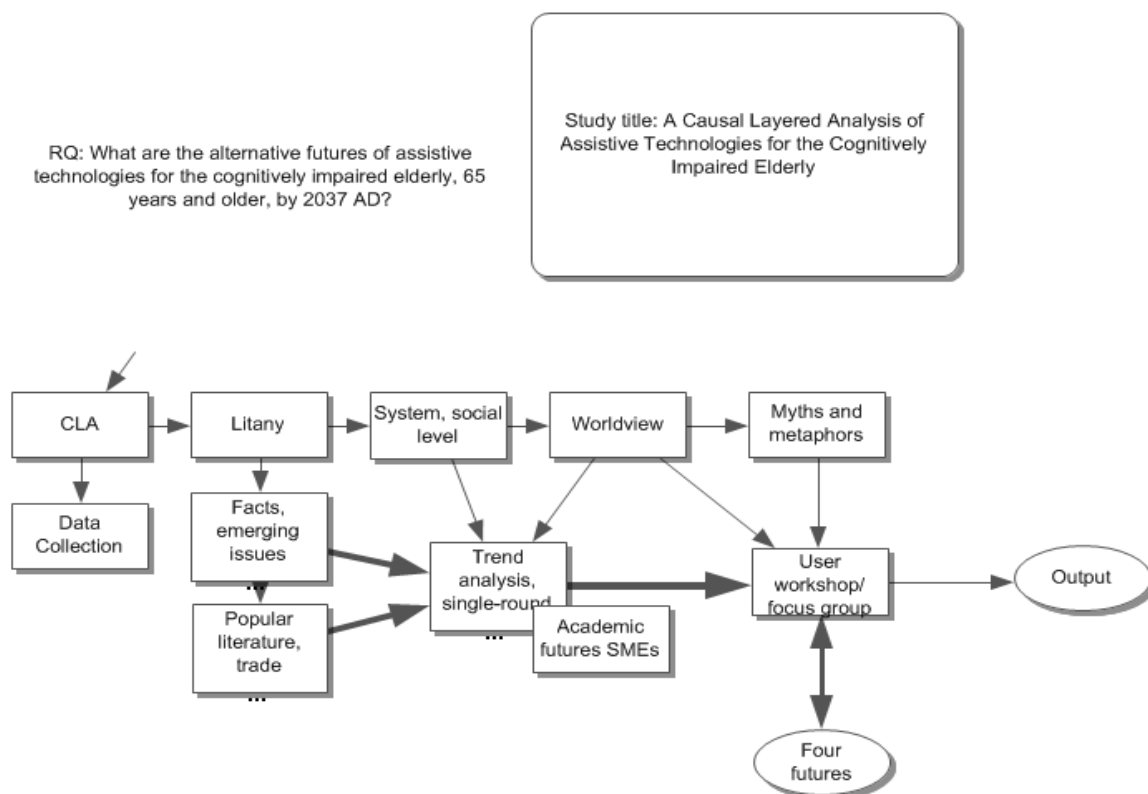 Study title: A Causal Layered Analysis of
Assistive Technologies for the Cognitively
Impaired Elderly
RQ: What are the alternative futures of assistive
technologies for the cognitively impaired elderly, 65
years and older, by 2037 AD?
CLA
Litany
System, social
level
Worldview
Myths and
metaphors
Data
Collection
Facts,
emerging
issues
...
Trend
analysis,
single-round
...
User
workshop/
focus group
Output
Popular
literature,
trade
...
Academic
futures SMEs
Four
futures